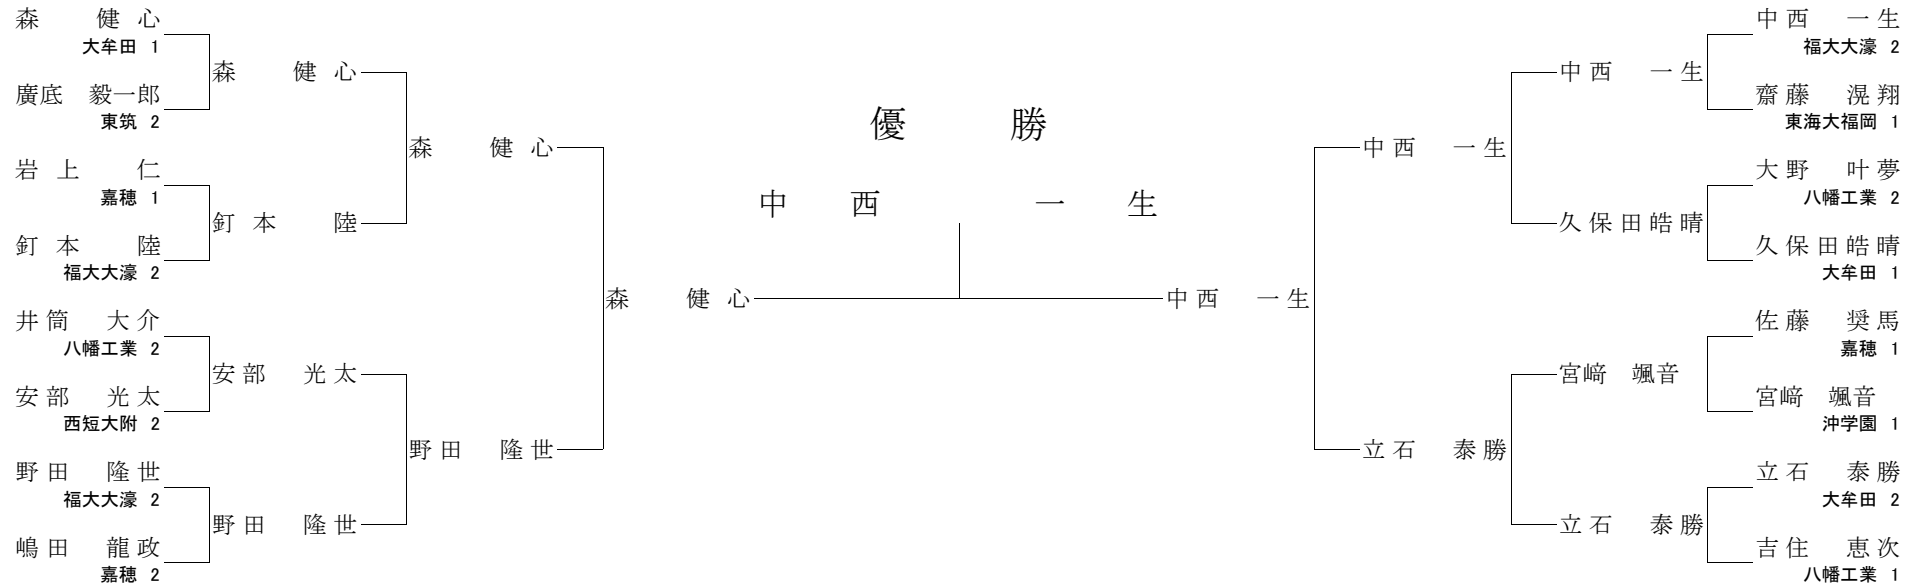 森 健心
大牟田 1
廣底 毅一郎
東筑 2
岩上 仁
嘉穂 1
釘本 陸
福大大濠 2
井筒 大介
八幡工業 2
安部 光太
西短大附 2
野田 隆世
福大大濠 2
嶋田 龍政
嘉穂 2
森 健心
釘本 陸
安部 光太
野田 隆世
森 健心
野田 隆世
森 健心
優 勝
中 西 一 生
中西 一生
中西 一生
立石 泰勝
中西 一生
久保田皓晴
宮﨑 颯音
立石 泰勝
中西 一生
福大大濠 2
齋藤 滉翔
東海大福岡 1
大野 叶夢
八幡工業 2
久保田皓晴
大牟田 1
佐藤 奨馬
嘉穂 1
宮﨑 颯音
沖学園 1
立石 泰勝
大牟田 2
吉住 恵次
八幡工業 1